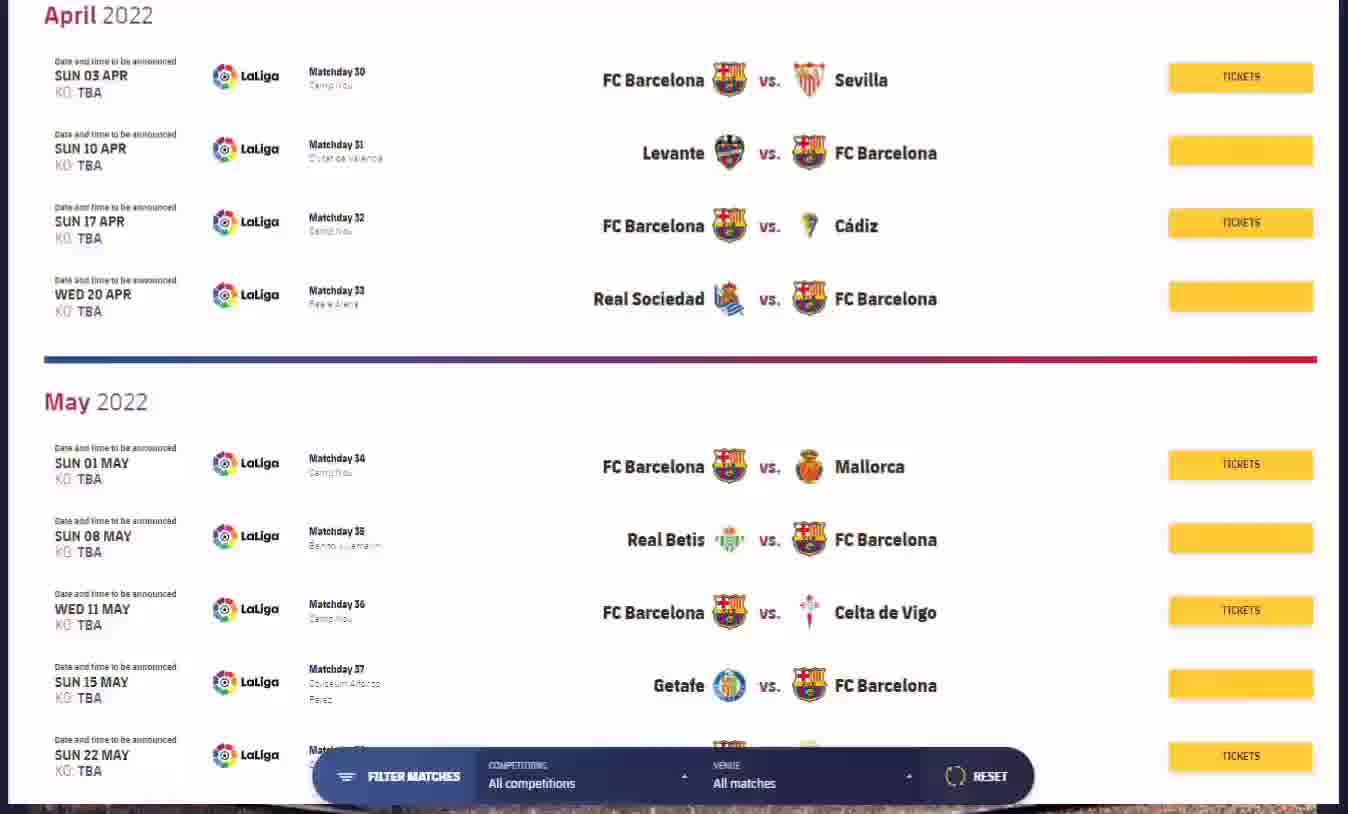 April 2022
Date and time to be announced
SUN 03 APR
KO: TBA
LaLiga
Matchday 30
Camp Nou
FC Barcelona vs. Sevilla
TICKETS
Date and time to be announced
SUN 10 APR
KO: TBA
LaLiga
Matchday 31
Ciutat de Valencia
Levante vs. FC Barcelona
Date and time to be announced
SUN 17 APR
KO: TBA
LaLiga
Matchday 32
Camp Nou
FC Barcelona vs. Cádiz
TICKETS
Date and time to be announced
WED 20 APR
KO: TBA
LaLiga
Matchday 33
Reale Arena
Real Sociedad vs. FC Barcelona
May 2022
Date and time to be announced
SUN 01 MAY
KO: TBA
LaLiga
Matchday 34
Camp Nou
FC Barcelona vs. Mallorca
TICKETS
Date and time to be announced
SUN 08 MAY
KO: TBA
LaLiga
Matchday 35
Benito Villamarín
Real Betis vs. FC Barcelona
Date and time to be announced
WED 11 MAY
KO: TBA
LaLiga
Matchday 36
Camp Nou
FC Barcelona vs. Celta de Vigo
TICKETS
Date and time to be announced
SUN 15 MAY
KO: TBA
LaLiga
Matchday 37
Coliseum Alfonso
Pérez
Getafe vs. FC Barcelona
Date and time to be announced
SUN 22 MAY
KO: TBA
LaLiga
TICKETS
FILTER MATCHES
COMPETITIONS
All competitions
VENUE
All matches
RESET